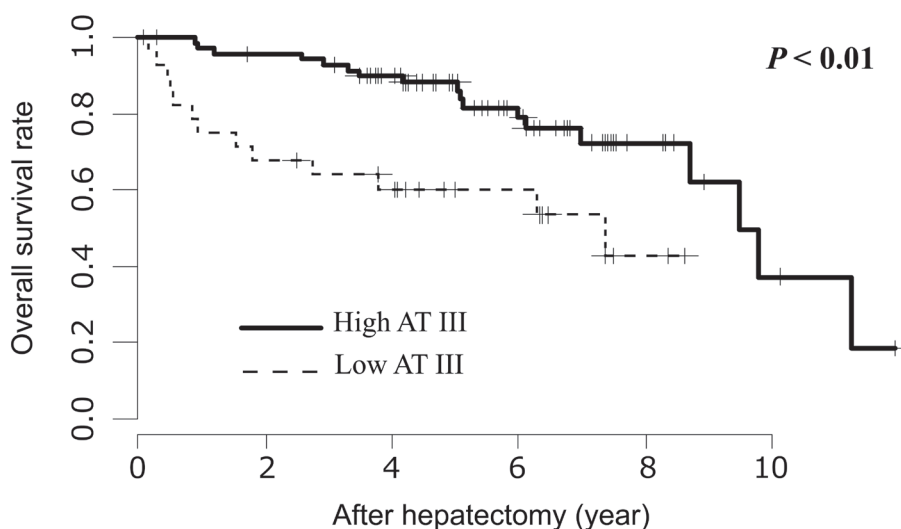 Overall survival rate
1.0
0.8
0.6
0.4
0.2
0.0
P < 0.01
High AT III
Low AT III
0 2 4 6 8 10
After hepatectomy (year)